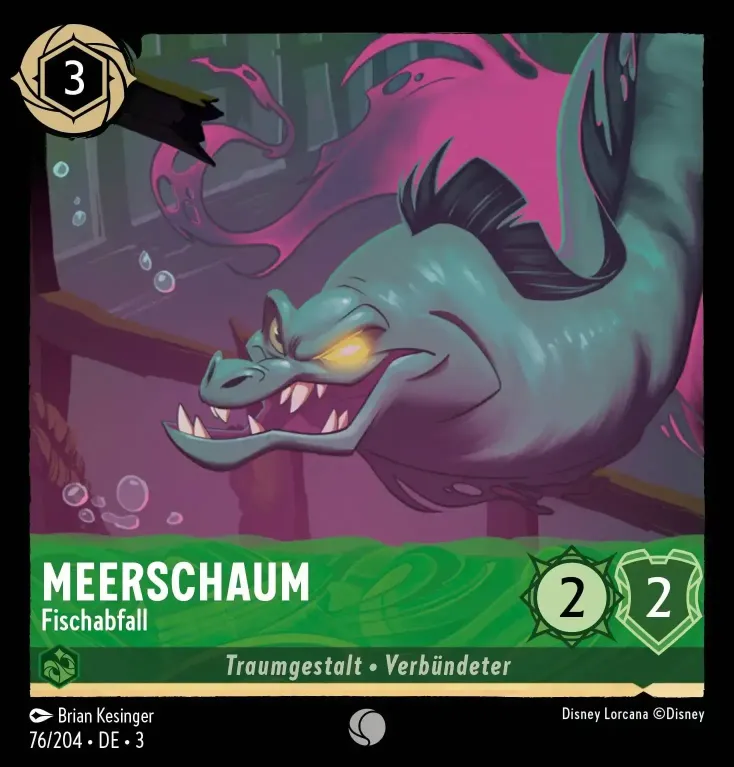 3
MEERSCHAUM
Fischabfall
2
2
Traumgestalt • Verbündeter
Brian Kesinger
Disney Lorcana ©Disney
76/204 • DE • 3